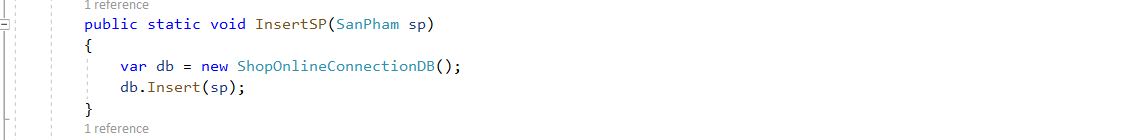 1 reference
public static void InsertSP(SanPham sp)
{
var db = new ShopOnlineConnectionDB();
db.Insert(sp);
}
1 reference